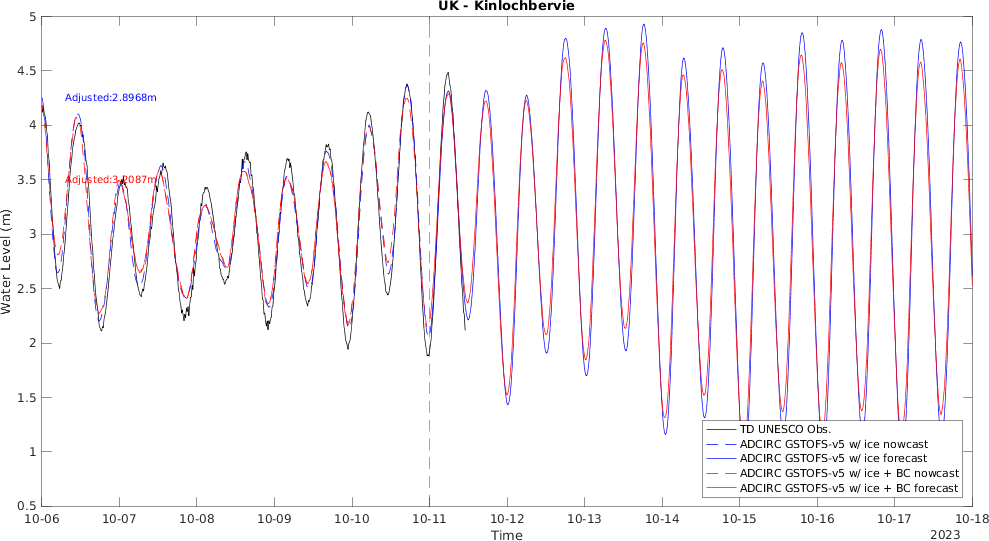 UK - Kinlochbervie
Water Level (m)
5
4.5
4
3.5
3
2.5
2
1.5
1
0.5
Adjusted:2.8968m
Adjusted:3.2087m
TD UNESCO Obs.
ADCIRC GSTOFS-v5 w/ ice nowcast
ADCIRC GSTOFS-v5 w/ ice forecast
ADCIRC GSTOFS-v5 w/ ice + BC nowcast
ADCIRC GSTOFS-v5 w/ ice + BC forecast
10-06 10-07 10-08 10-09 10-10 10-11 10-12 10-13 10-14 10-15 10-16 10-17 10-18
Time
2023